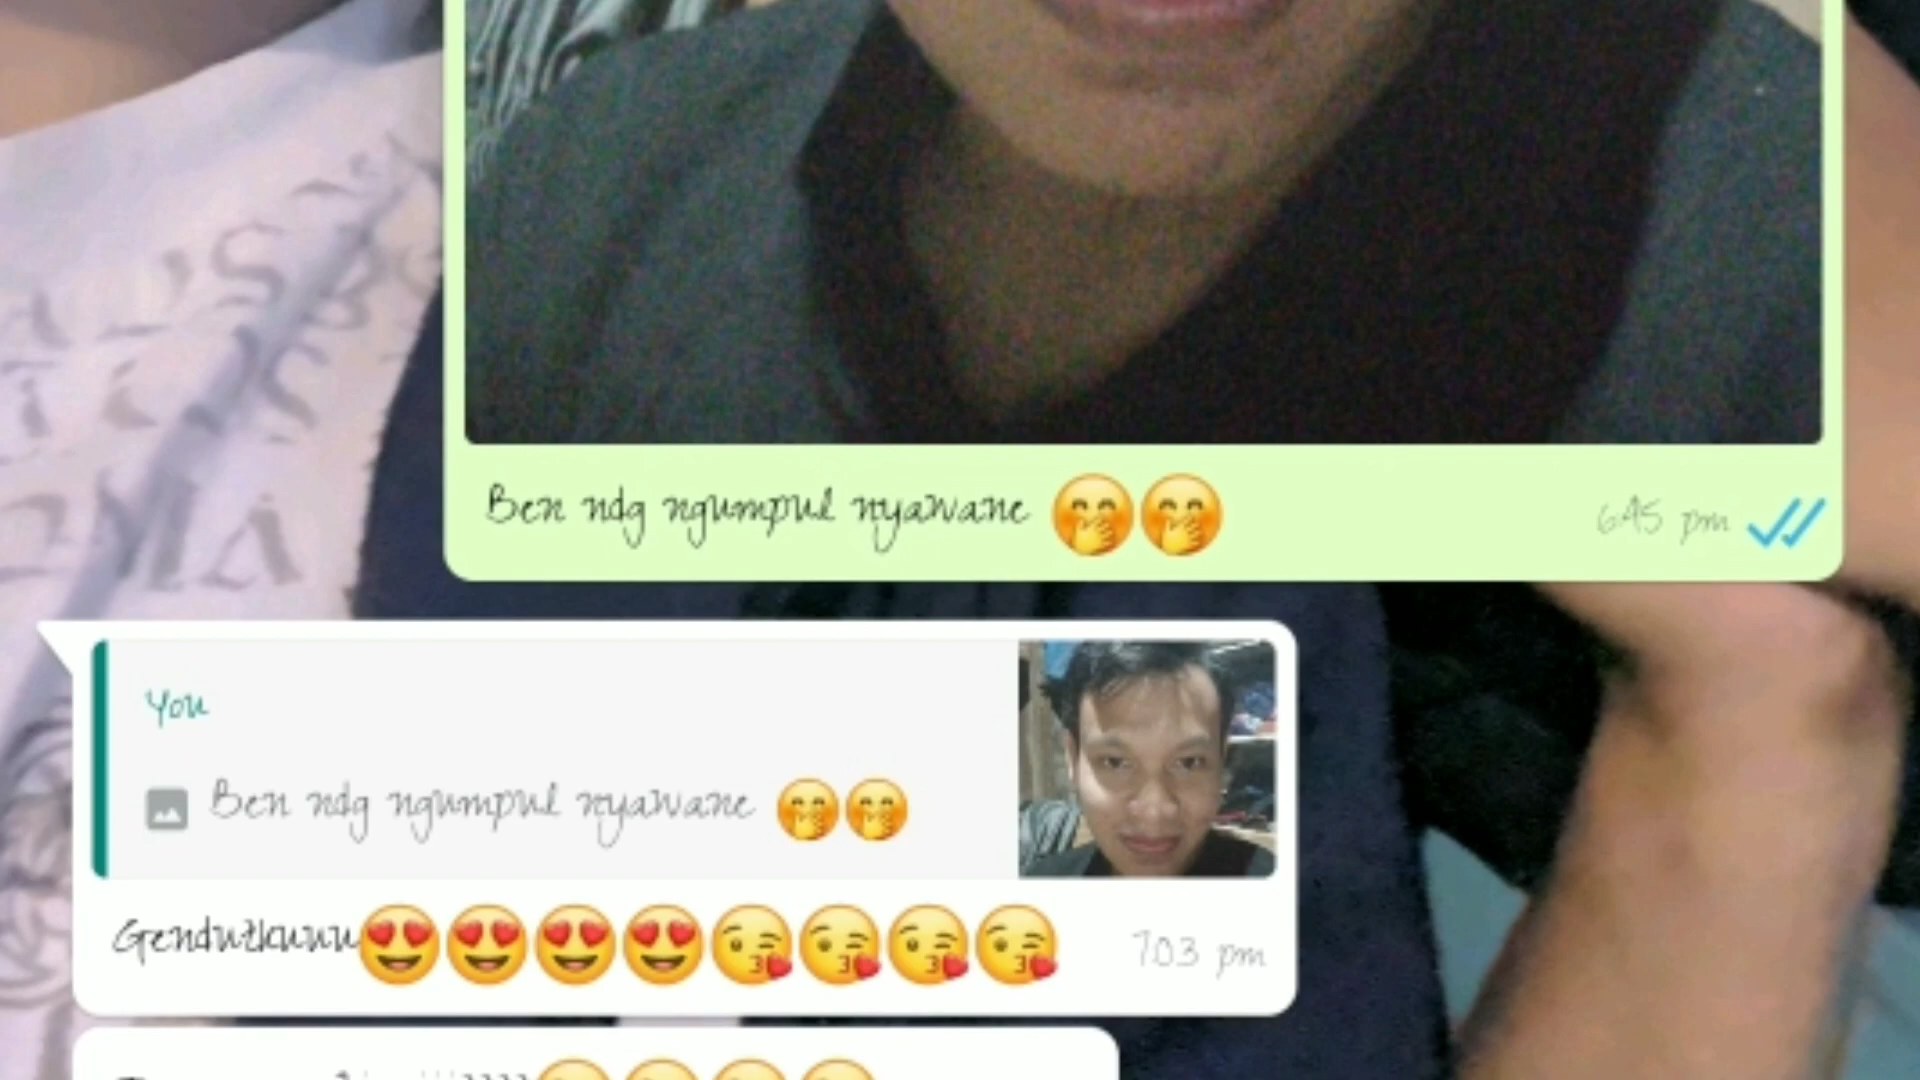 Ben ndg ngumpul nyawane 🤭🤭
6:45 pm
You
Ben ndg ngumpul nyawane 🤭🤭
Gendutkuuu😍😍😍😍😘😘😘😘
7:03 pm